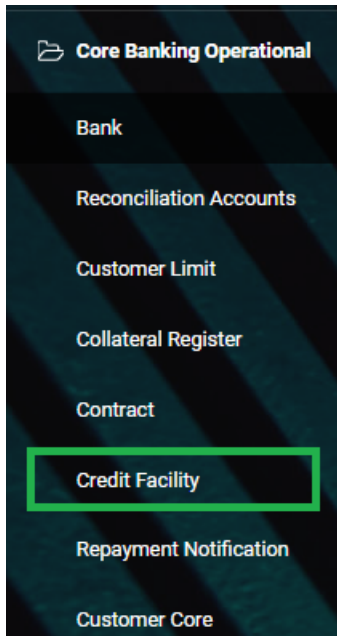 Core Banking Operational
Bank
Reconciliation Accounts
Customer Limit
Collateral Register
Contract
Credit Facility
Repayment Notification
Customer Core